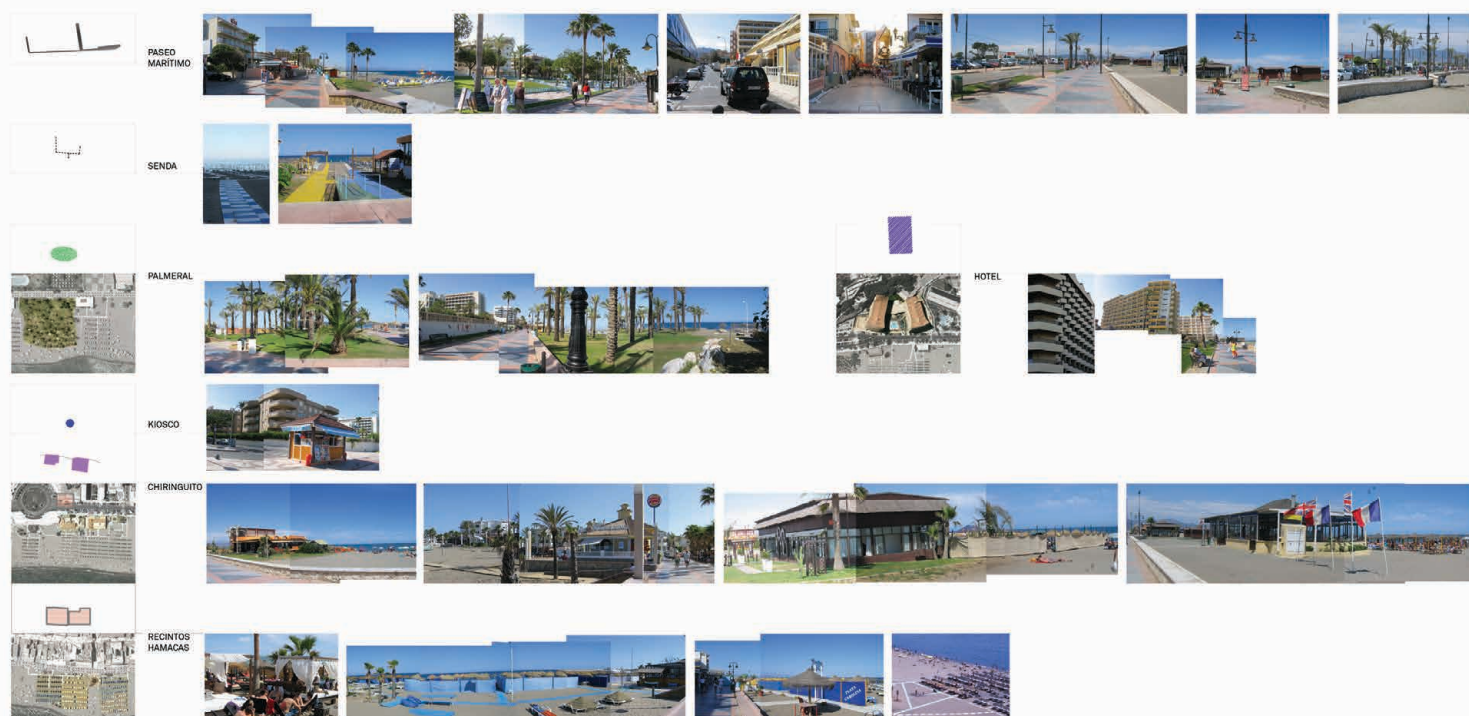 PASEO
MARÍTIMO
SENDA
PALMERAL
HOTEL
KIOSCO
CHIRINGUITO
RECINTOS
HAMACAS